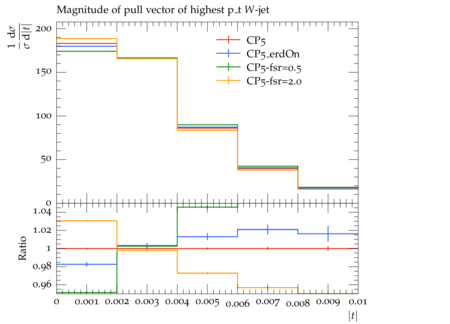 Magnitude of pull vector of highest p_t W-jet
1 dσ
σ d|t|
200
150
100
50
0
CP5
CP5_erdOn
CP5-fsr=0.5
CP5-fsr=2.0
Ratio
1.04
1.02
1
0.98
0.96
0 0.001 0.002 0.003 0.004 0.005 0.006 0.007 0.008 0.009 0.01
|t|